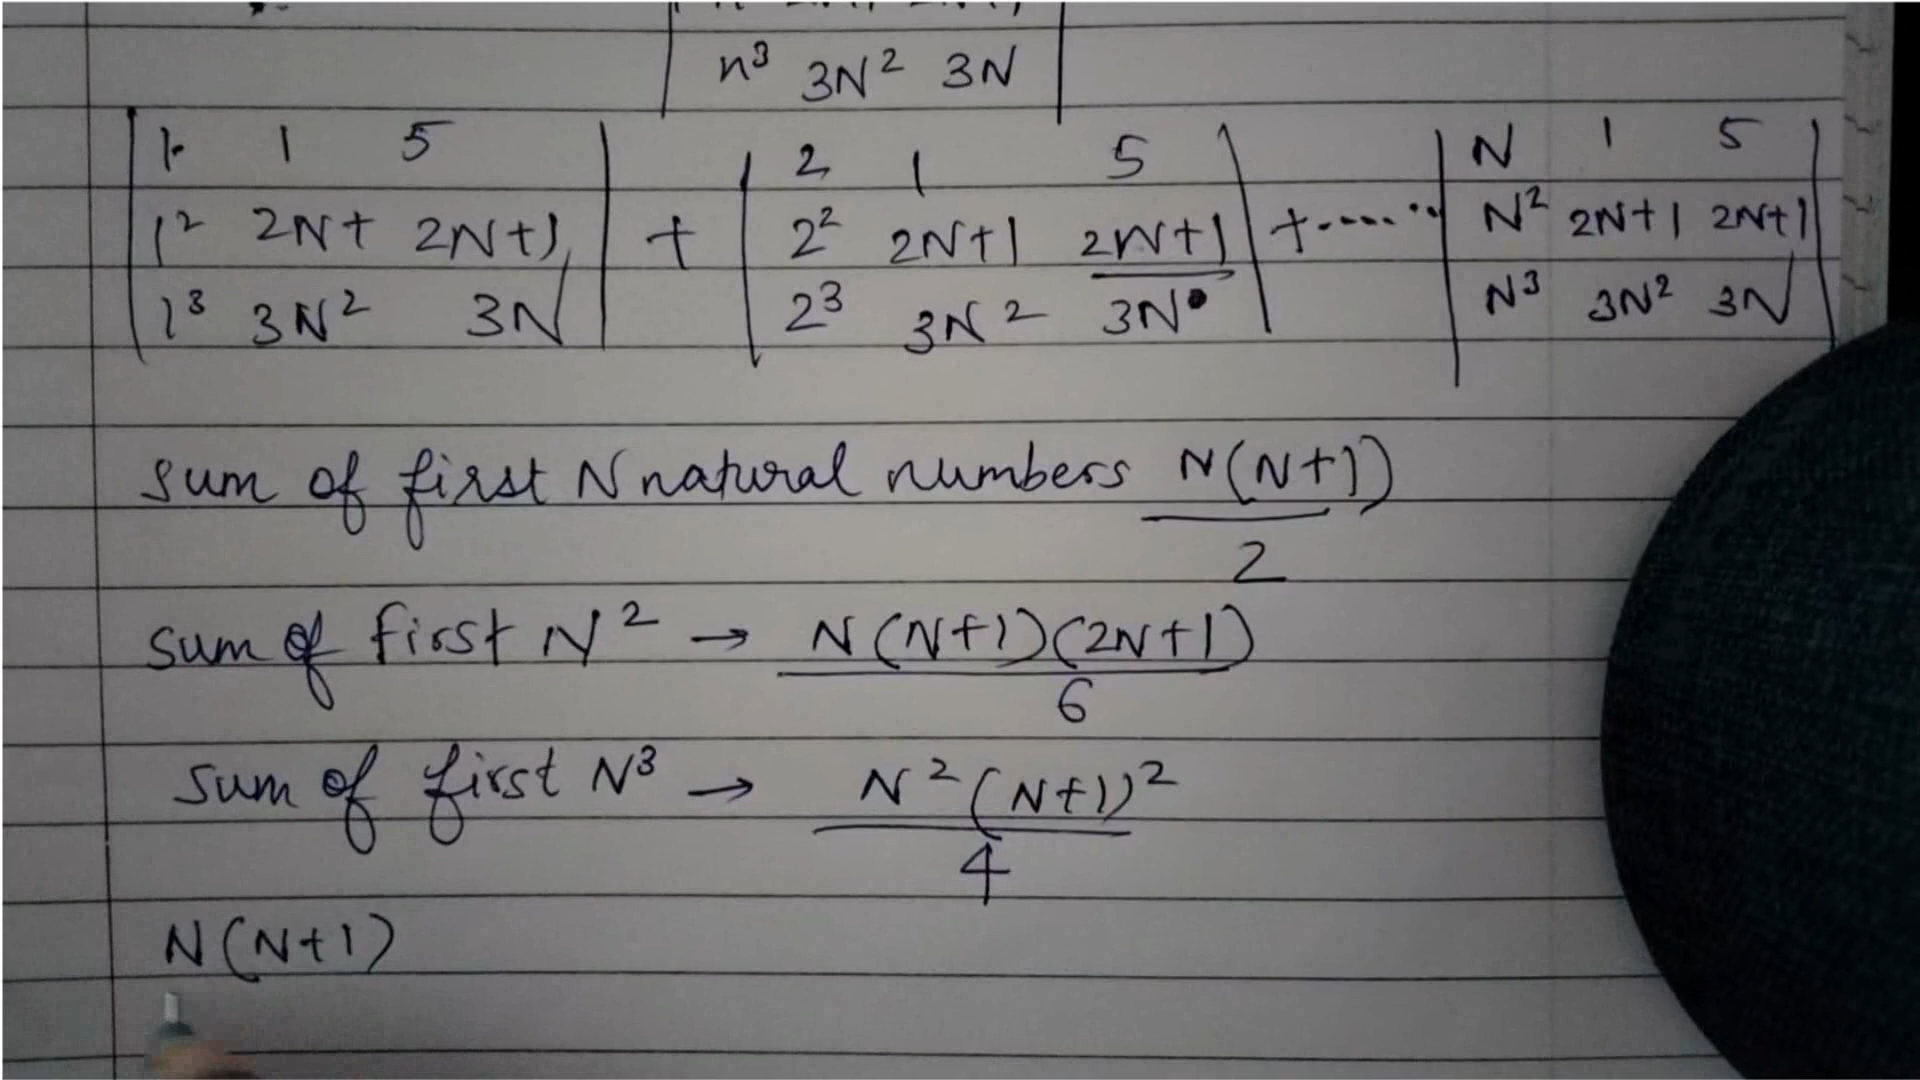 n³ 3N² 3N
| 1 1 5 | | 2 1 5 | | N 1 5 |
| 1² 2N+ 2N+1 | + | 2² 2N+1 2N+1 | +...... | N² 2N+1 2N+1 |
| 1³ 3N² 3N | | 2³ 3N² 3N | | N³ 3N² 3N |
sum of first N natural numbers N(N+1)
2
sum of first N² → N(N+1)(2N+1)
6
sum of first N³ → N²(N+1)²
4
N(N+1)